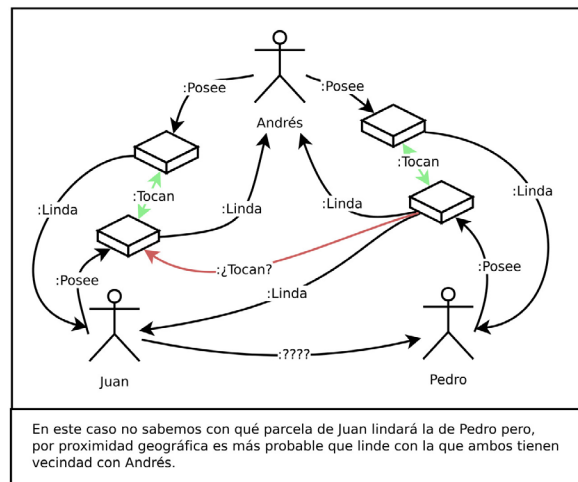 :Posee
:Posee
Andrés
:Tocan
:Tocan
:Linda
:Linda
:Linda
:Linda
:¿Tocan?
:Posee
:Posee
:Linda
:????
Juan
Pedro
En este caso no sabemos con qué parcela de Juan lindará la de Pedro pero,
por proximidad geográfica es más probable que linde con la que ambos tienen
vecindad con Andrés.